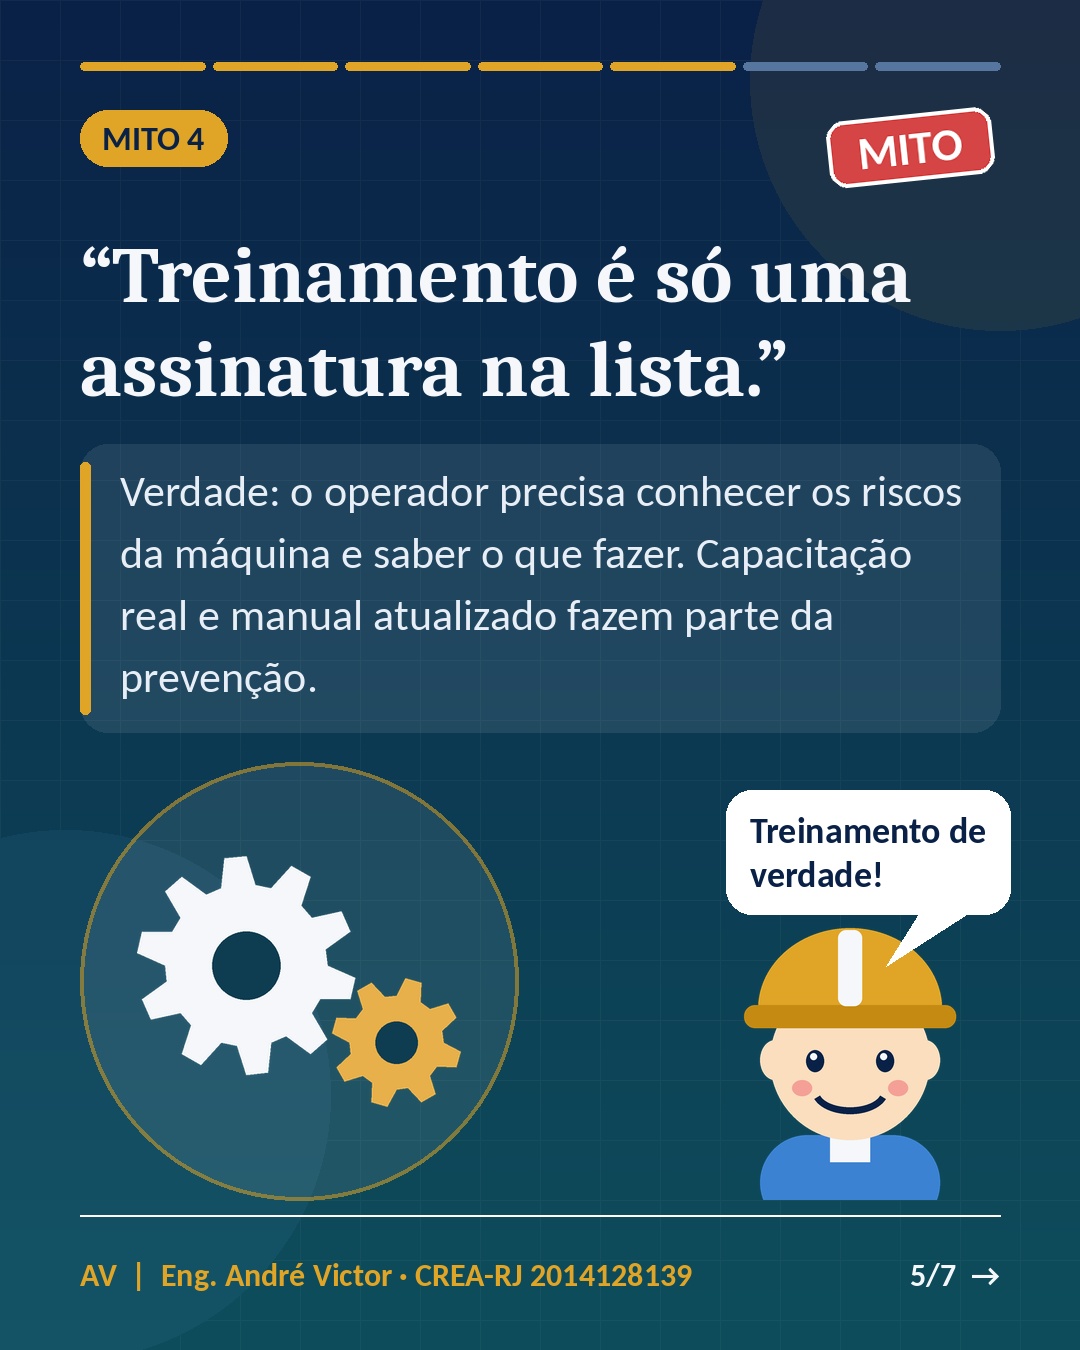 MITO 4
MITO
“Treinamento é só uma
assinatura na lista.”
Verdade: o operador precisa conhecer os riscos
da máquina e saber o que fazer. Capacitação
real e manual atualizado fazem parte da
prevenção.
Treinamento de
verdade!
AV | Eng. André Victor · CREA-RJ 2014128139
5/7 →